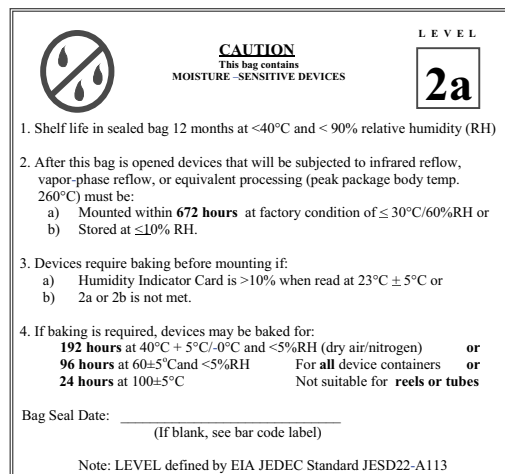 LEVEL
CAUTION
This bag contains
MOISTURE –SENSITIVE DEVICES
2a
1. Shelf life in sealed bag 12 months at <40°C and < 90% relative humidity (RH)
2. After this bag is opened devices that will be subjected to infrared reflow,
vapor-phase reflow, or equivalent processing (peak package body temp.
260°C) must be:
a) Mounted within 672 hours at factory condition of ≤ 30°C/60%RH or
b) Stored at ≤10% RH.
3. Devices require baking before mounting if:
a) Humidity Indicator Card is >10% when read at 23°C ± 5°C or
b) 2a or 2b is not met.
4. If baking is required, devices may be baked for:
192 hours at 40°C + 5°C/-0°C and <5%RH (dry air/nitrogen) or
96 hours at 60±5°Cand <5%RH For all device containers or
24 hours at 100±5°C Not suitable for reels or tubes
Bag Seal Date: ______________________________
(If blank, see bar code label)
Note: LEVEL defined by EIA JEDEC Standard JESD22-A113